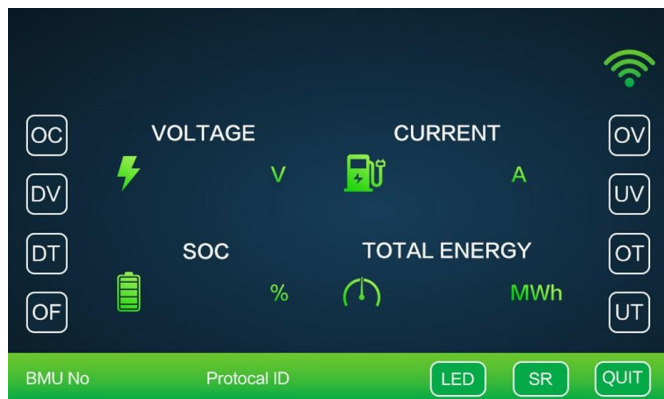 OC VOLTAGE CURRENT OV
V A
DV UV
DT SOC TOTAL ENERGY OT
% MWh
OF UT
BMU No Protocal ID LED SR QUIT